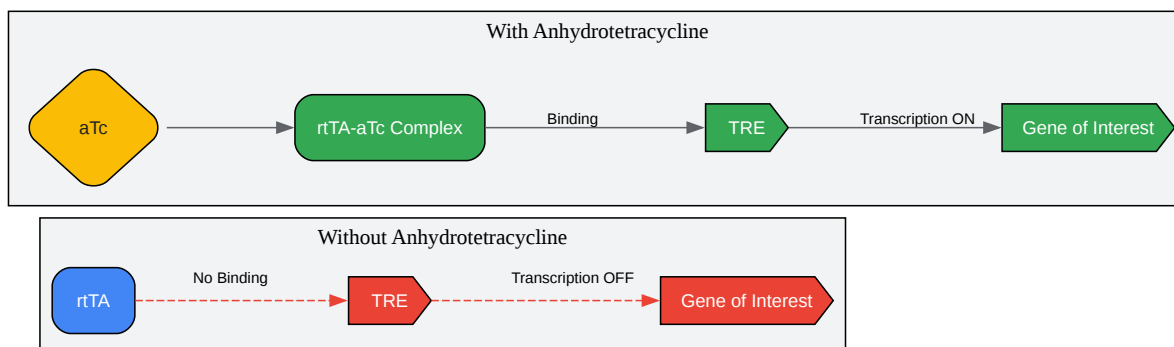 With Anhydrotetracycline
aTc
rtTA-aTc Complex
Binding
TRE
Transcription ON
Gene of Interest
Without Anhydrotetracycline
rtTA
No Binding
TRE
Transcription OFF
Gene of Interest